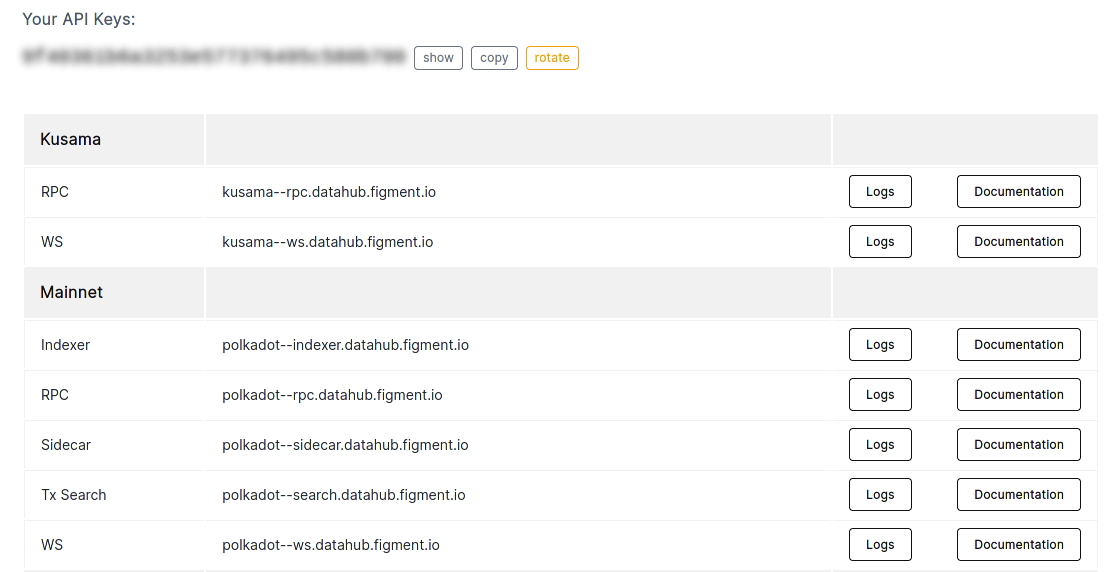 Your API Keys:
show copy rotate
Kusama
RPC kusama--rpc.datahub.figment.io Logs Documentation
WS kusama--ws.datahub.figment.io Logs Documentation
Mainnet
Indexer polkadot--indexer.datahub.figment.io Logs Documentation
RPC polkadot--rpc.datahub.figment.io Logs Documentation
Sidecar polkadot--sidecar.datahub.figment.io Logs Documentation
Tx Search polkadot--search.datahub.figment.io Logs Documentation
WS polkadot--ws.datahub.figment.io Logs Documentation